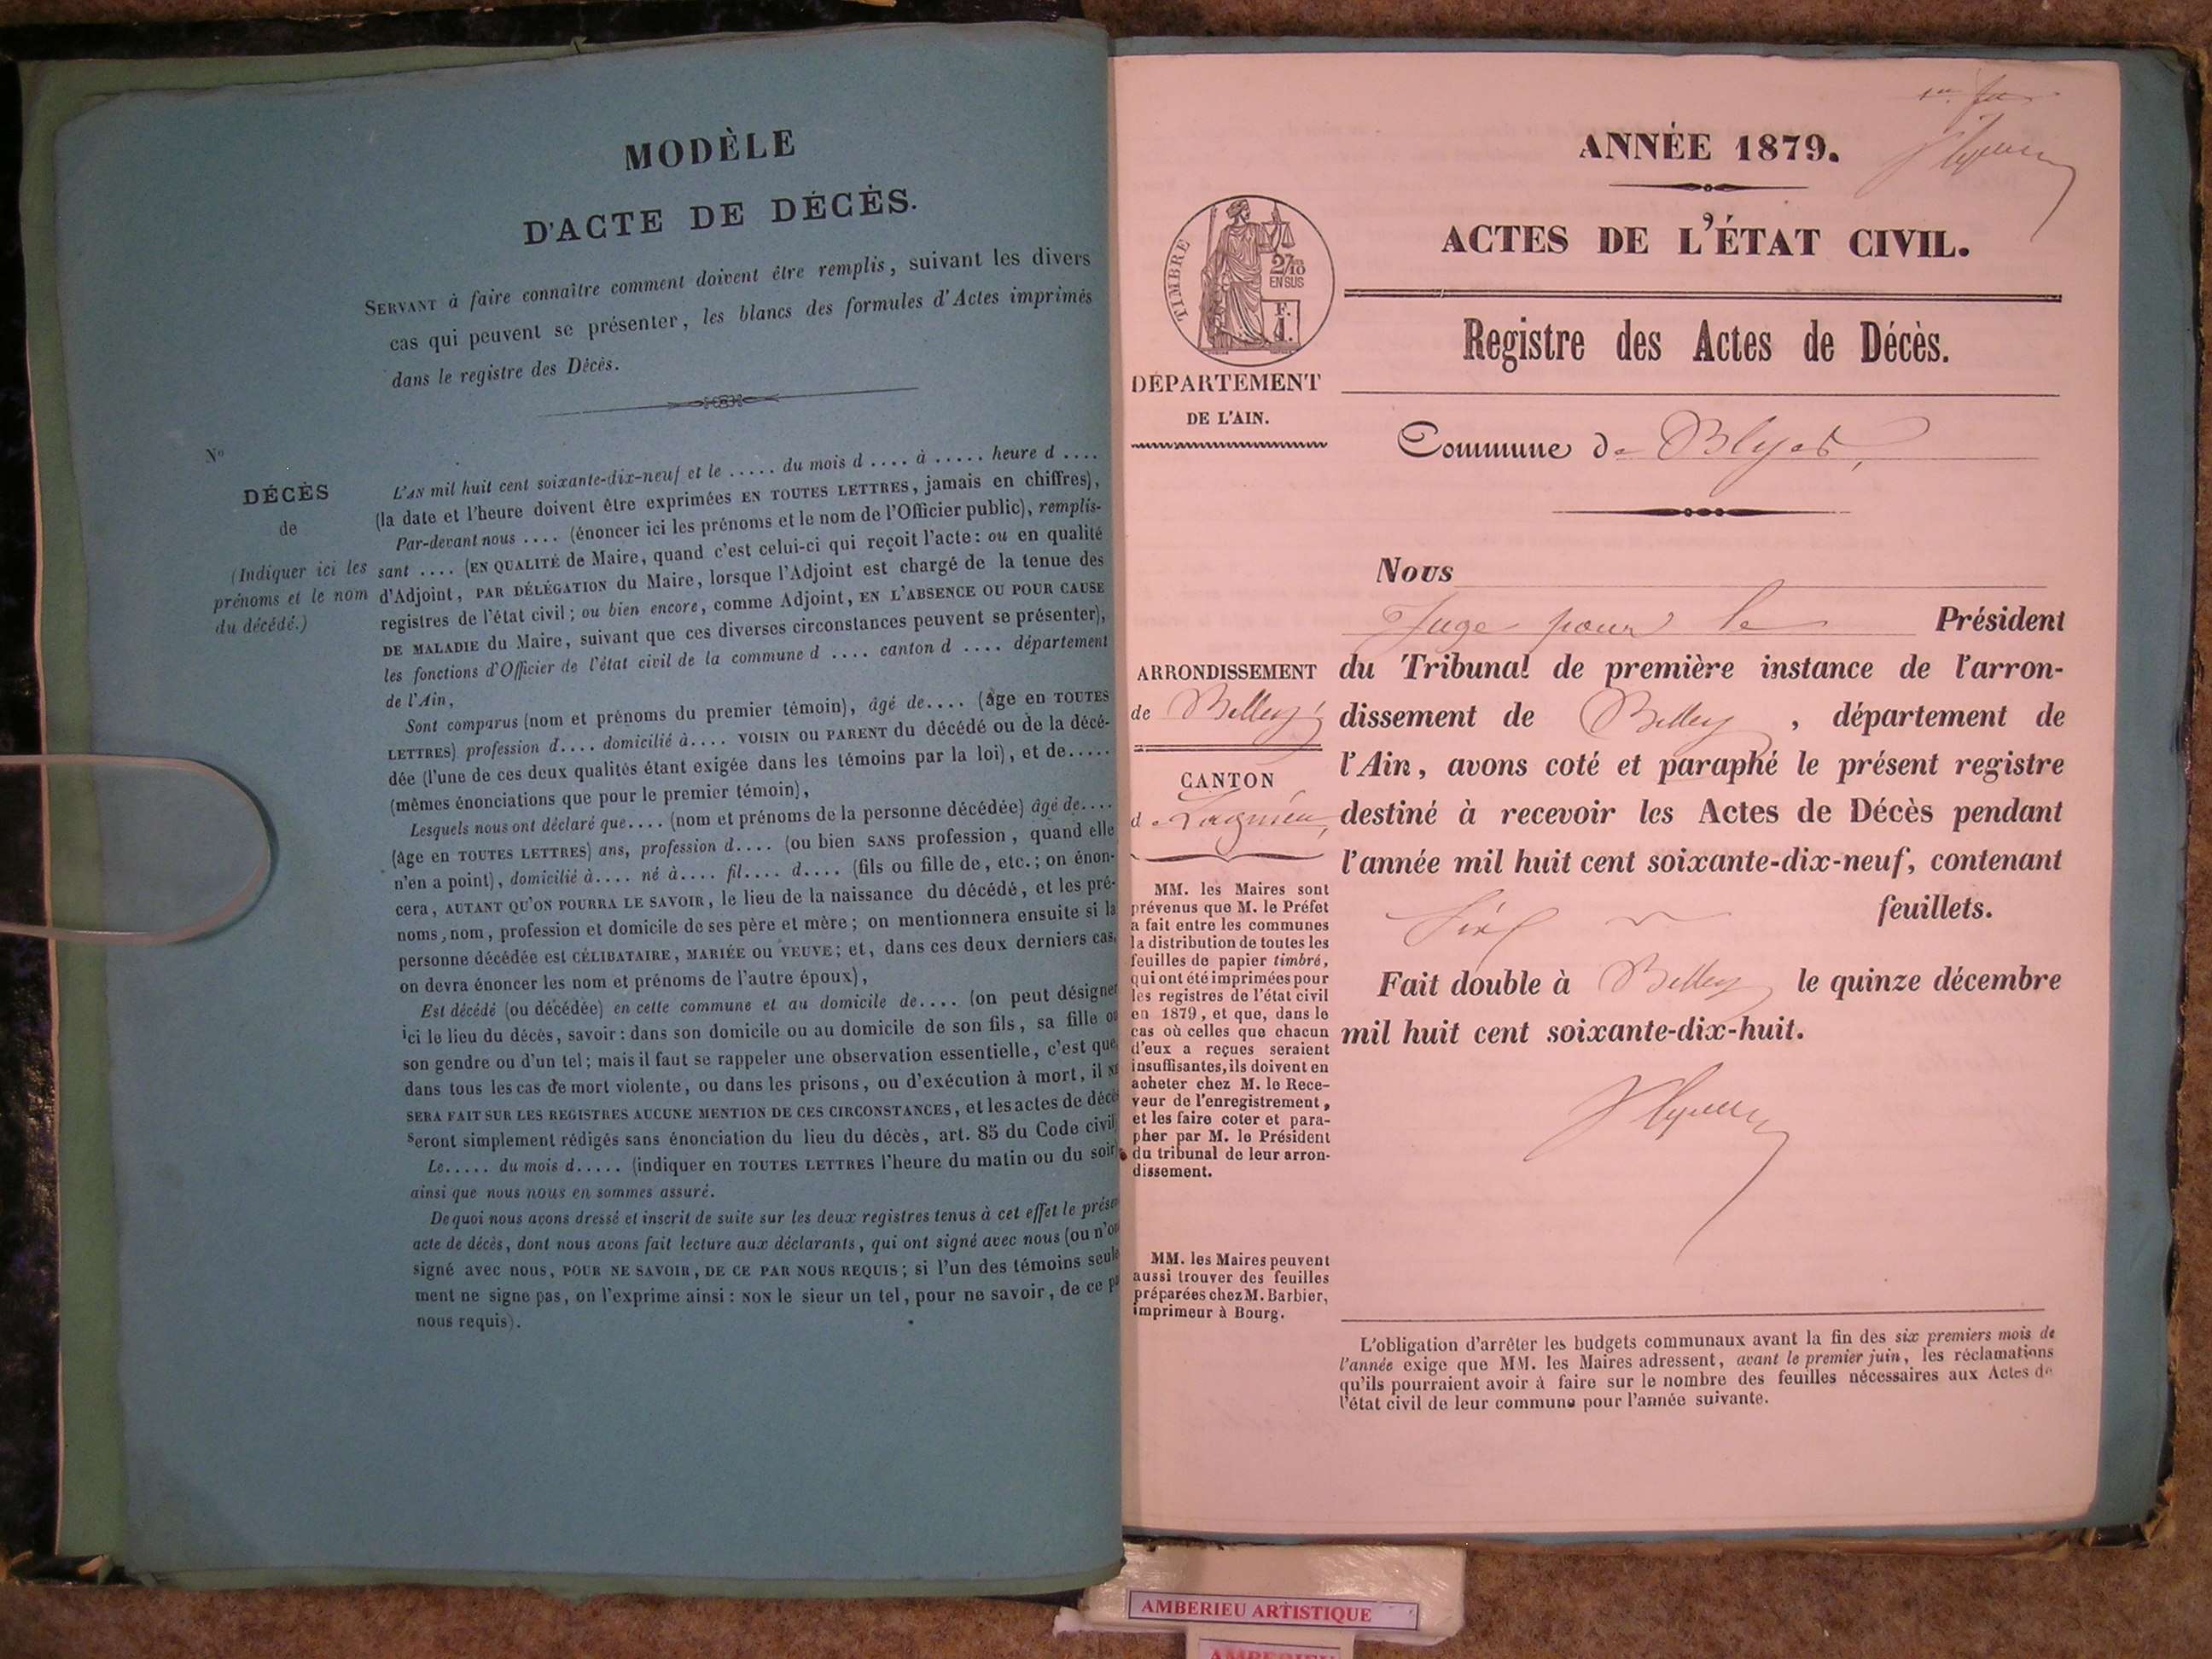 MODÈLE
D'ACTE DE DÉCÈS.
SERVANT à faire connaître comment doivent être remplis, suivant les divers
cas qui peuvent se présenter, les blancs des formules d'Actes imprimés
dans le registre des Décès.
N°
DÉCÈS
de
(Indiquer ici les
prénoms et le nom
du décédé.)
L'AN mil huit cent soixante-dix-neuf et le ..... du mois d .... à ..... heure d ....
(la date et l'heure doivent être exprimées EN TOUTES LETTRES, jamais en chiffres),
Par-devant nous .... (énoncer ici les prénoms et le nom de l'Officier public), remplis-
sant .... (EN QUALITÉ de Maire, quand c'est celui-ci qui reçoit l'acte: ou en qualité
d'Adjoint, PAR DÉLÉGATION du Maire, lorsque l'Adjoint est chargé de la tenue des
registres de l'état civil; ou bien encore, comme Adjoint, EN L'ABSENCE OU POUR CAUSE
DE MALADIE du Maire, suivant que ces diverses circonstances peuvent se présenter),
les fonctions d'Officier de l'état civil de la commune d .... canton d .... département
de l'Ain,
Sont comparus (nom et prénoms du premier témoin), âgé de.... (âge en TOUTES
LETTRES) profession d.... domicilié à.... VOISIN OU PARENT du décédé ou de la décé-
dée (l'une de ces deux qualités étant exigée dans les témoins par la loi), et de.....
(mêmes énonciations que pour le premier témoin),
Lesquels nous ont déclaré que.... (nom et prénoms de la personne décédée) âgé de....
(âge en TOUTES LETTRES) ans, profession d.... (ou bien SANS profession, quand elle
n'en a point), domicilié à.... né à.... fil.... d.... (fils ou fille de, etc.; on énon-
cera, AUTANT QU'ON POURRA LE SAVOIR, le lieu de la naissance du décédé, et les pré-
noms, nom, profession et domicile de ses père et mère; on mentionnera ensuite si la
personne décédée est CÉLIBATAIRE, MARIÉE OU VEUVE; et, dans ces deux derniers cas,
on devra énoncer les nom et prénoms de l'autre époux),
Est décédé (ou décédée) en cette commune et au domicile de.... (on peut désigner
ici le lieu du décès, savoir: dans son domicile ou au domicile de son fils, sa fille ou
son gendre ou d'un tel; mais il faut se rappeler une observation essentielle, c'est que,
dans tous les cas de mort violente, ou dans les prisons, ou d'exécution à mort, il NE
SERA FAIT SUR LES REGISTRES AUCUNE MENTION DE CES CIRCONSTANCES, et les actes de décè
seront simplement rédigés sans énonciation du lieu du décès, art. 85 du Code civil)
Le..... du mois d..... (indiquer en TOUTES LETTRES l'heure du matin ou du soir),
ainsi que nous nous en sommes assuré.
De quoi nous avons dressé et inscrit de suite sur les deux registres tenus à cet effet le prése
acte de décès, dont nous avons fait lecture aux déclarants, qui ont signé avec nous (ou n'on
signé avec nous, POUR NE SAVOIR, DE CE PAR NOUS REQUIS; si l'un des témoins seule
ment ne signe pas, on l'exprime ainsi: NON le sieur un tel, pour ne savoir, de ce pa
nous requis).
ANNÉE 1879.
ACTES DE L'ÉTAT CIVIL.
Registre des Actes de Décès.
TIMBRE
2/10 EN SUS
F. 1.
DÉPARTEMENT
DE L'AIN.
Commune de Blyes,
Nous
Juge pour le Président
du Tribunal de première instance de l'arron-
dissement de Belley, département de
l'Ain, avons coté et paraphé le présent registre
destiné à recevoir les Actes de Décès pendant
l'année mil huit cent soixante-dix-neuf, contenant
Six feuillets.
Fait double à Belley le quinze décembre
mil huit cent soixante-dix-huit.
ARRONDISSEMENT
de Belley,
CANTON
de Lagnieu,
MM. les Maires sont
prévenus que M. le Préfet
a fait entre les communes
la distribution de toutes les
feuilles de papier timbré,
qui ont été imprimées pour
les registres de l'état civil
en 1879, et que, dans le
cas où celles que chacun
d'eux a reçues seraient
insuffisantes, ils doivent en
acheter chez M. le Rece-
veur de l'enregistrement,
et les faire coter et para-
pher par M. le Président
du tribunal de leur arron-
dissement.
MM. les Maires peuvent
aussi trouver des feuilles
préparées chez M. Barbier,
imprimeur à Bourg.
L'obligation d'arrêter les budgets communaux avant la fin des six premiers mois de
l'année exige que MM. les Maires adressent, avant le premier juin, les réclamations
qu'ils pourraient avoir à faire sur le nombre des feuilles nécessaires aux Actes de
l'état civil de leur commune pour l'année suivante.
AMBERIEU ARTISTIQUE
AMBERIEU